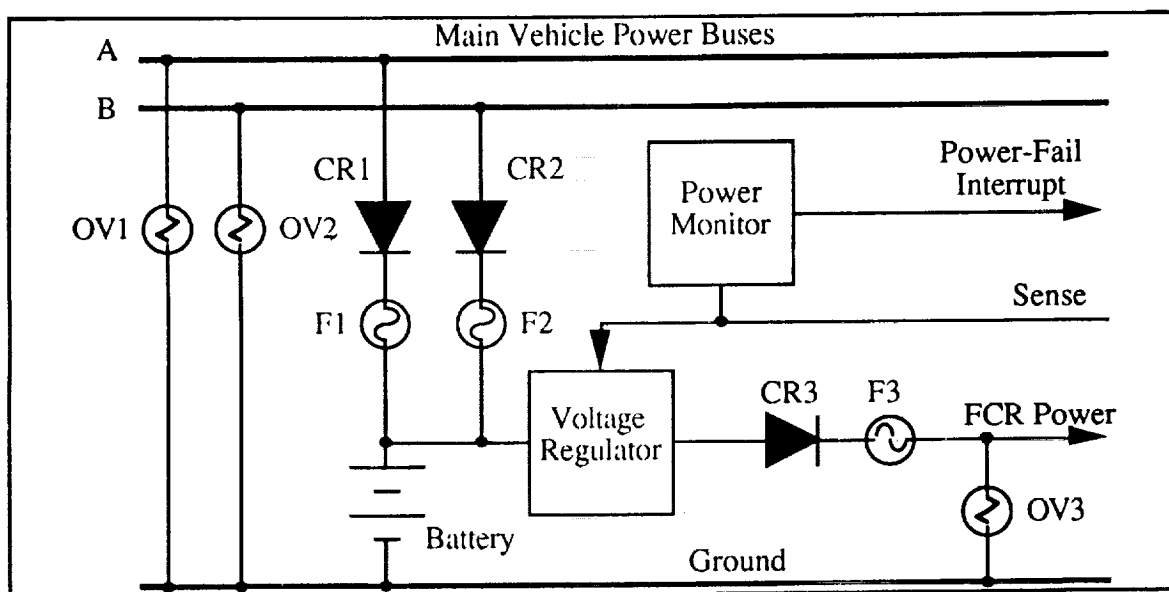 Main Vehicle Power Buses
A
B
CR1
CR2
OV1
OV2
F1
F2
Power
Monitor
Power-Fail
Interrupt
Sense
Voltage
Regulator
CR3
F3
FCR Power
OV3
Battery
Ground